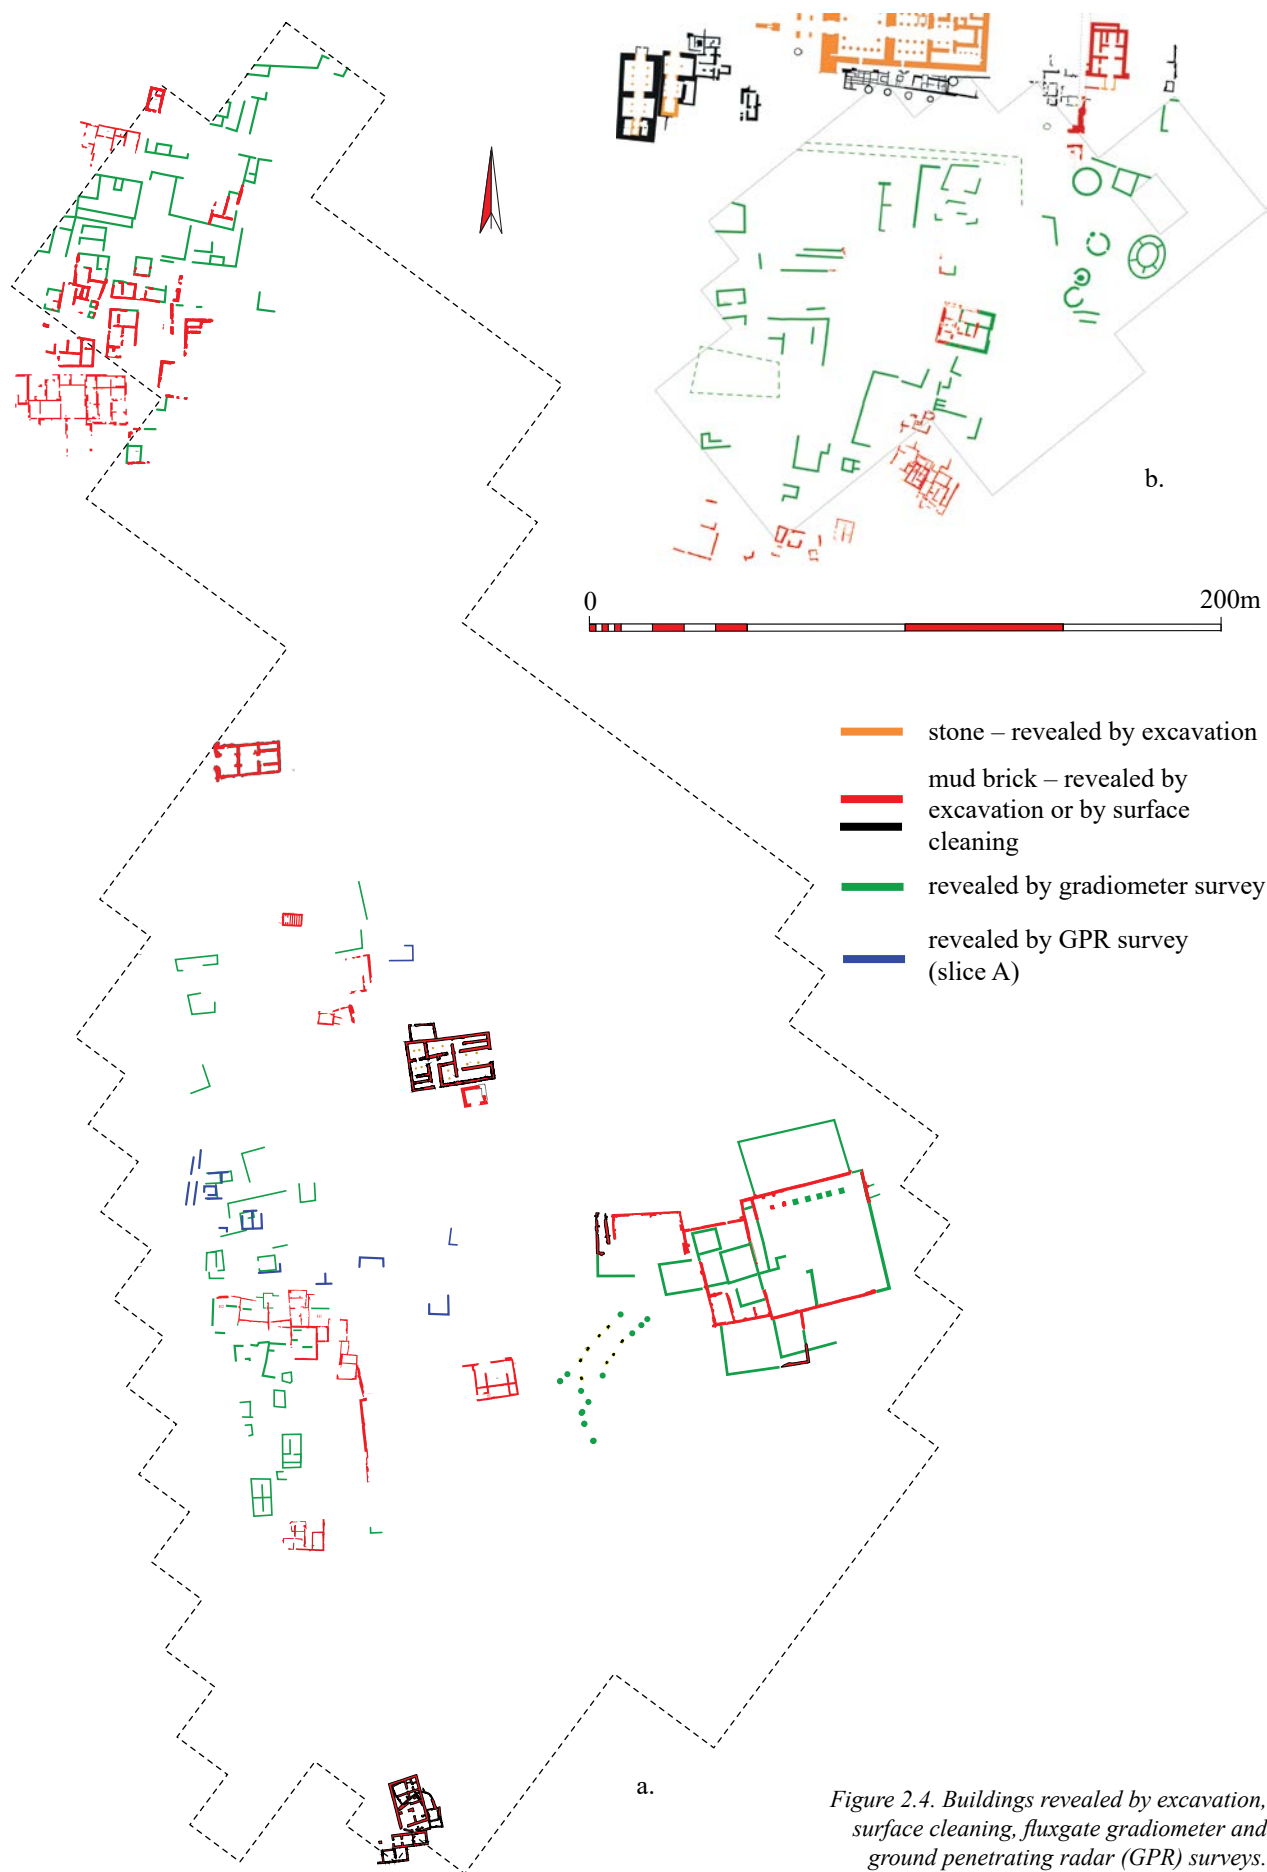 b.
0 200m
stone – revealed by excavation
mud brick – revealed by
excavation or by surface
cleaning
revealed by gradiometer survey
revealed by GPR survey
(slice A)
a.
Figure 2.4. Buildings revealed by excavation,
surface cleaning, fluxgate gradiometer and
ground penetrating radar (GPR) surveys.